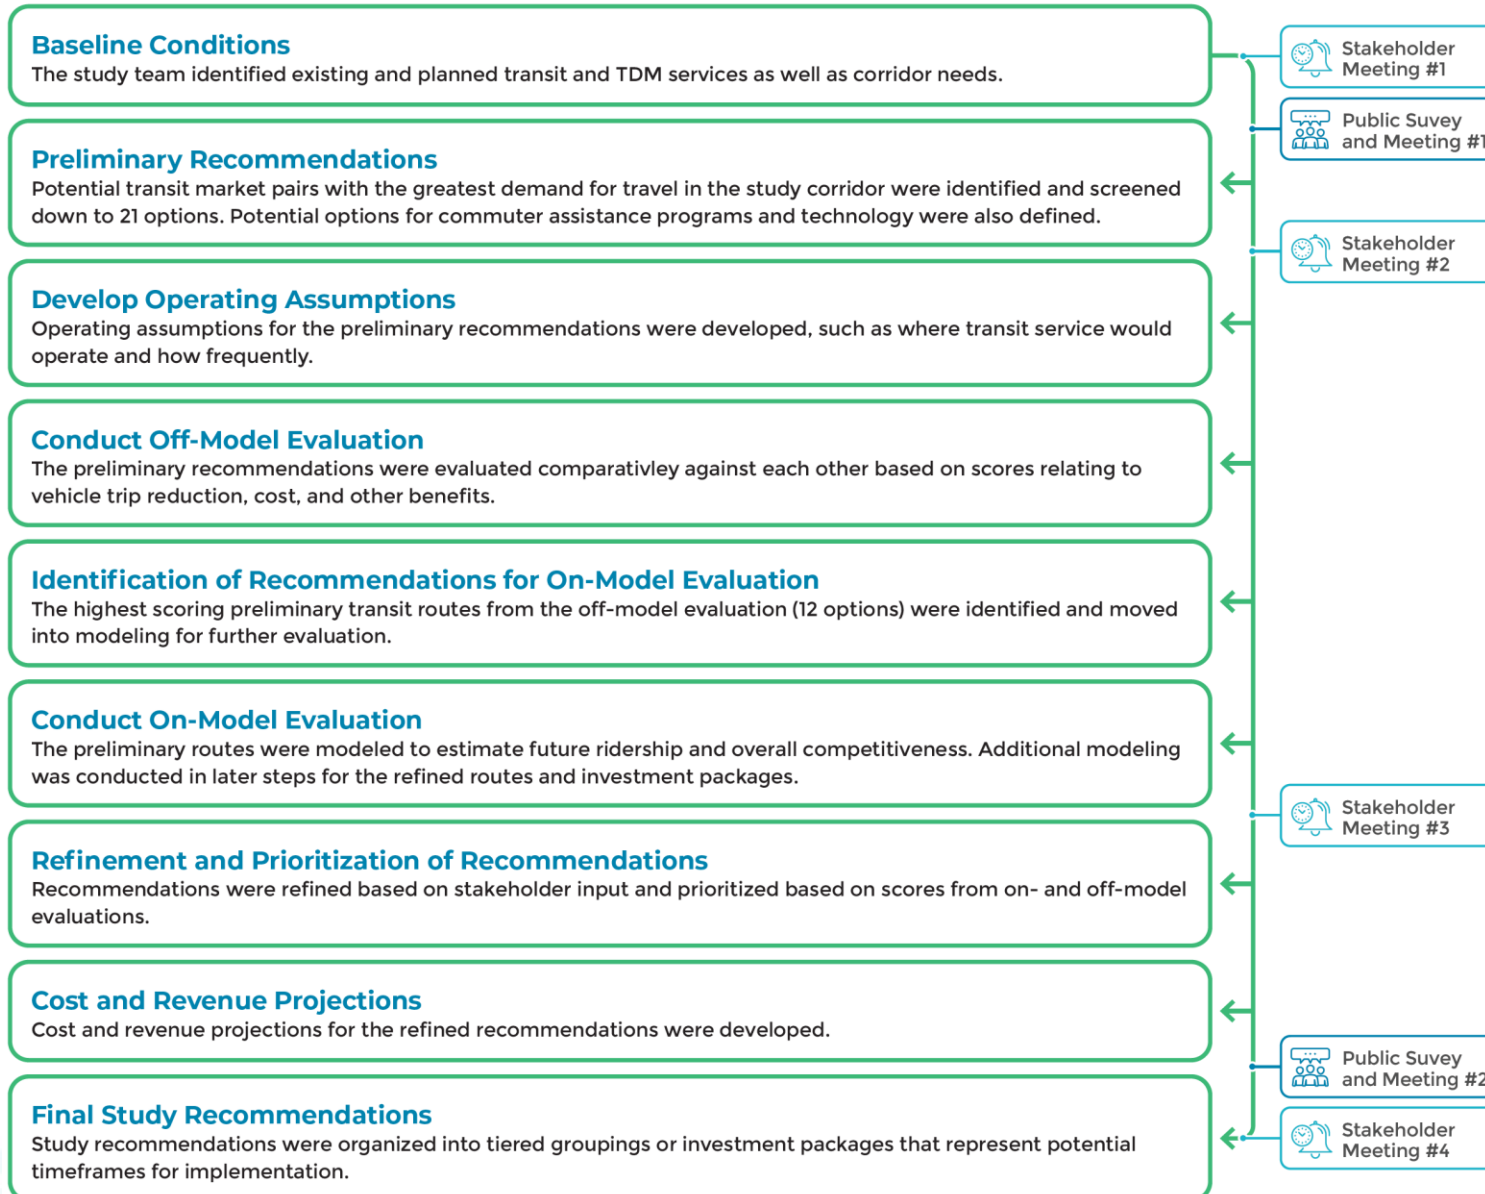 Baseline Conditions
The study team identified existing and planned transit and TDM services as well as corridor needs.
Stakeholder
Meeting #1
Public Suvey
and Meeting #1
Preliminary Recommendations
Potential transit market pairs with the greatest demand for travel in the study corridor were identified and screened
down to 21 options. Potential options for commuter assistance programs and technology were also defined.
Stakeholder
Meeting #2
Develop Operating Assumptions
Operating assumptions for the preliminary recommendations were developed, such as where transit service would
operate and how frequently.
Conduct Off-Model Evaluation
The preliminary recommendations were evaluated comparativley against each other based on scores relating to
vehicle trip reduction, cost, and other benefits.
Identification of Recommendations for On-Model Evaluation
The highest scoring preliminary transit routes from the off-model evaluation (12 options) were identified and moved
into modeling for further evaluation.
Conduct On-Model Evaluation
The preliminary routes were modeled to estimate future ridership and overall competitiveness. Additional modeling
was conducted in later steps for the refined routes and investment packages.
Stakeholder
Meeting #3
Refinement and Prioritization of Recommendations
Recommendations were refined based on stakeholder input and prioritized based on scores from on- and off-model
evaluations.
Cost and Revenue Projections
Cost and revenue projections for the refined recommendations were developed.
Public Suvey
and Meeting #2
Final Study Recommendations
Study recommendations were organized into tiered groupings or investment packages that represent potential
timeframes for implementation.
Stakeholder
Meeting #4